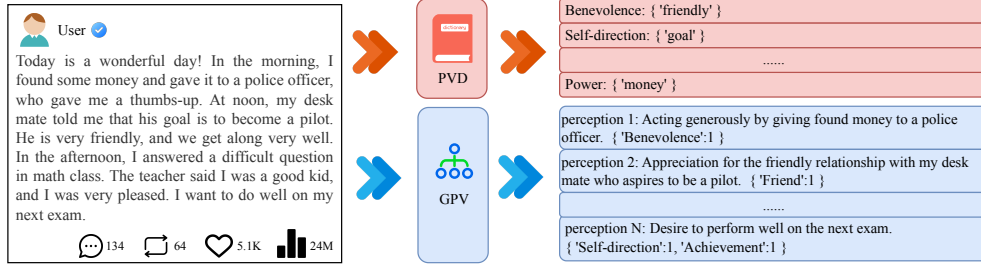 User
Today is a wonderful day! In the morning, I
found some money and gave it to a police officer,
who gave me a thumbs-up. At noon, my desk
mate told me that his goal is to become a pilot.
He is very friendly, and we get along very well.
In the afternoon, I answered a difficult question
in math class. The teacher said I was a good kid,
and I was very pleased. I want to do well on my
next exam.
134
64
5.1K
24M
dictionary
PVD
GPV
Benevolence: { 'friendly' }
Self-direction: { 'goal' }
......
Power: { 'money' }
perception 1: Acting generously by giving found money to a police
officer. { 'Benevolence':1 }
perception 2: Appreciation for the friendly relationship with my desk
mate who aspires to be a pilot. { 'Friend':1 }
......
perception N: Desire to perform well on the next exam.
{ 'Self-direction':1, 'Achievement':1 }